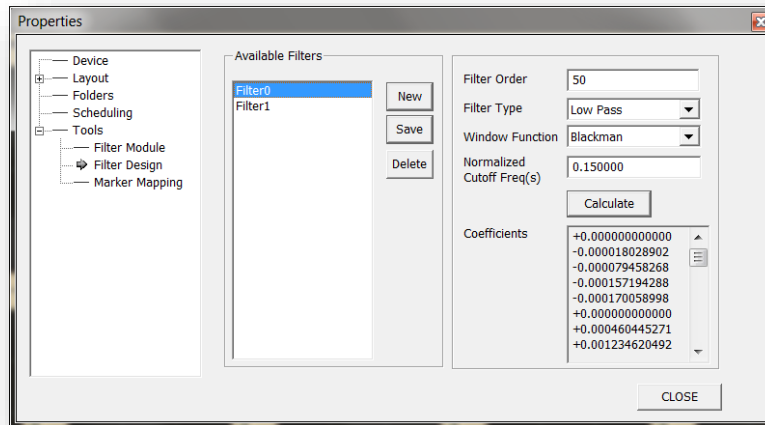 Properties
Device
Layout
Folders
Scheduling
Tools
Filter Module
Filter Design
Marker Mapping
Available Filters
Filter0
Filter1
New
Save
Delete
Filter Order
50
Filter Type
Low Pass
Window Function
Blackman
Normalized
Cutoff Freq(s)
0.150000
Calculate
Coefficients
+0.000000000000
-0.000018028902
-0.000079458268
-0.000157194288
-0.000170058998
+0.000000000000
+0.000460445271
+0.001234620492
CLOSE